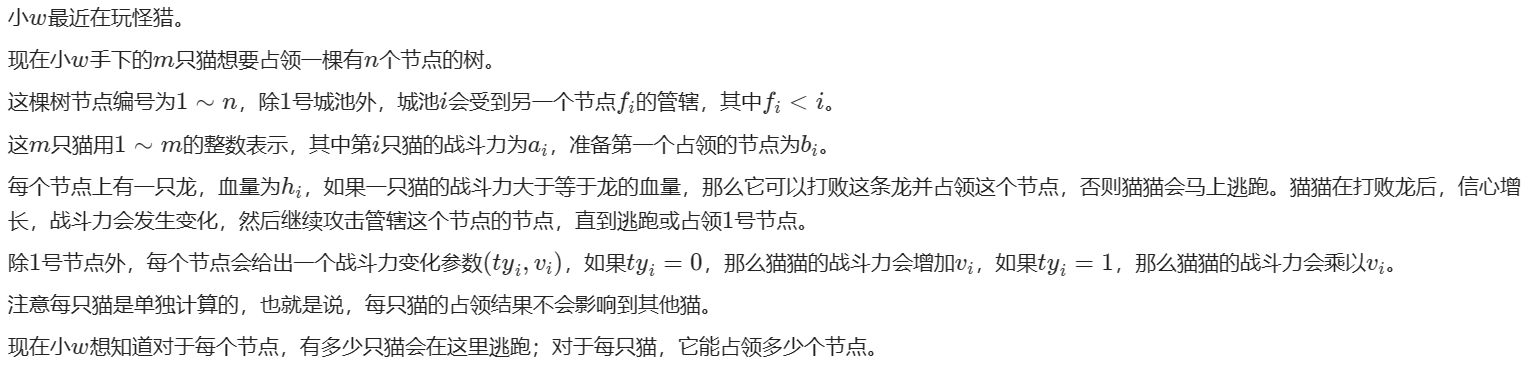 小w最近在玩怪猎。
现在小w手下的m只猫想要占领一棵有n个节点的树。
这棵树节点编号为1 ∼ n，除1号城池外，城池i会受到另一个节点f_i的管辖，其中f_i < i。
这m只猫用1 ∼ m的整数表示，其中第i只猫的战斗力为a_i，准备第一个占领的节点为b_i。
每个节点上有一只龙，血量为h_i，如果一只猫的战斗力大于等于龙的血量，那么它可以打败这条龙并占领这个节点，否则猫猫会马上逃跑。猫猫在打败龙后，信心增
长，战斗力会发生变化，然后继续攻击管辖这个节点的节点，直到逃跑或占领1号节点。
除1号节点外，每个节点会给出一个战斗力变化参数(ty_i, v_i)，如果ty_i = 0，那么猫猫的战斗力会增加v_i，如果ty_i = 1，那么猫猫的战斗力会乘以v_i。
注意每只猫是单独计算的，也就是说，每只猫的占领结果不会影响到其他猫。
现在小w想知道对于每个节点，有多少只猫会在这里逃跑；对于每只猫，它能占领多少个节点。